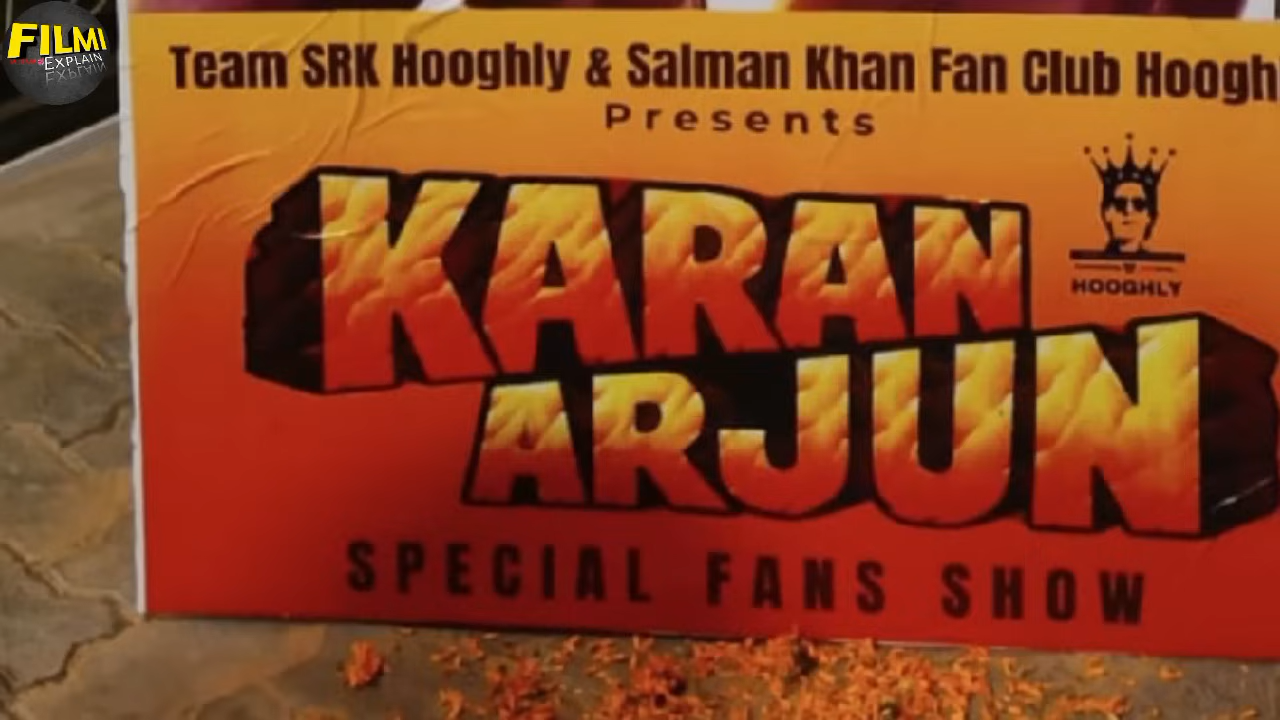 FILMI
EXPLAIN
Team SRK Hooghly & Salman Khan Fan Club Hoogh
Presents
KARAN
ARJUN
HOOGHLY
SPECIAL FANS SHOW